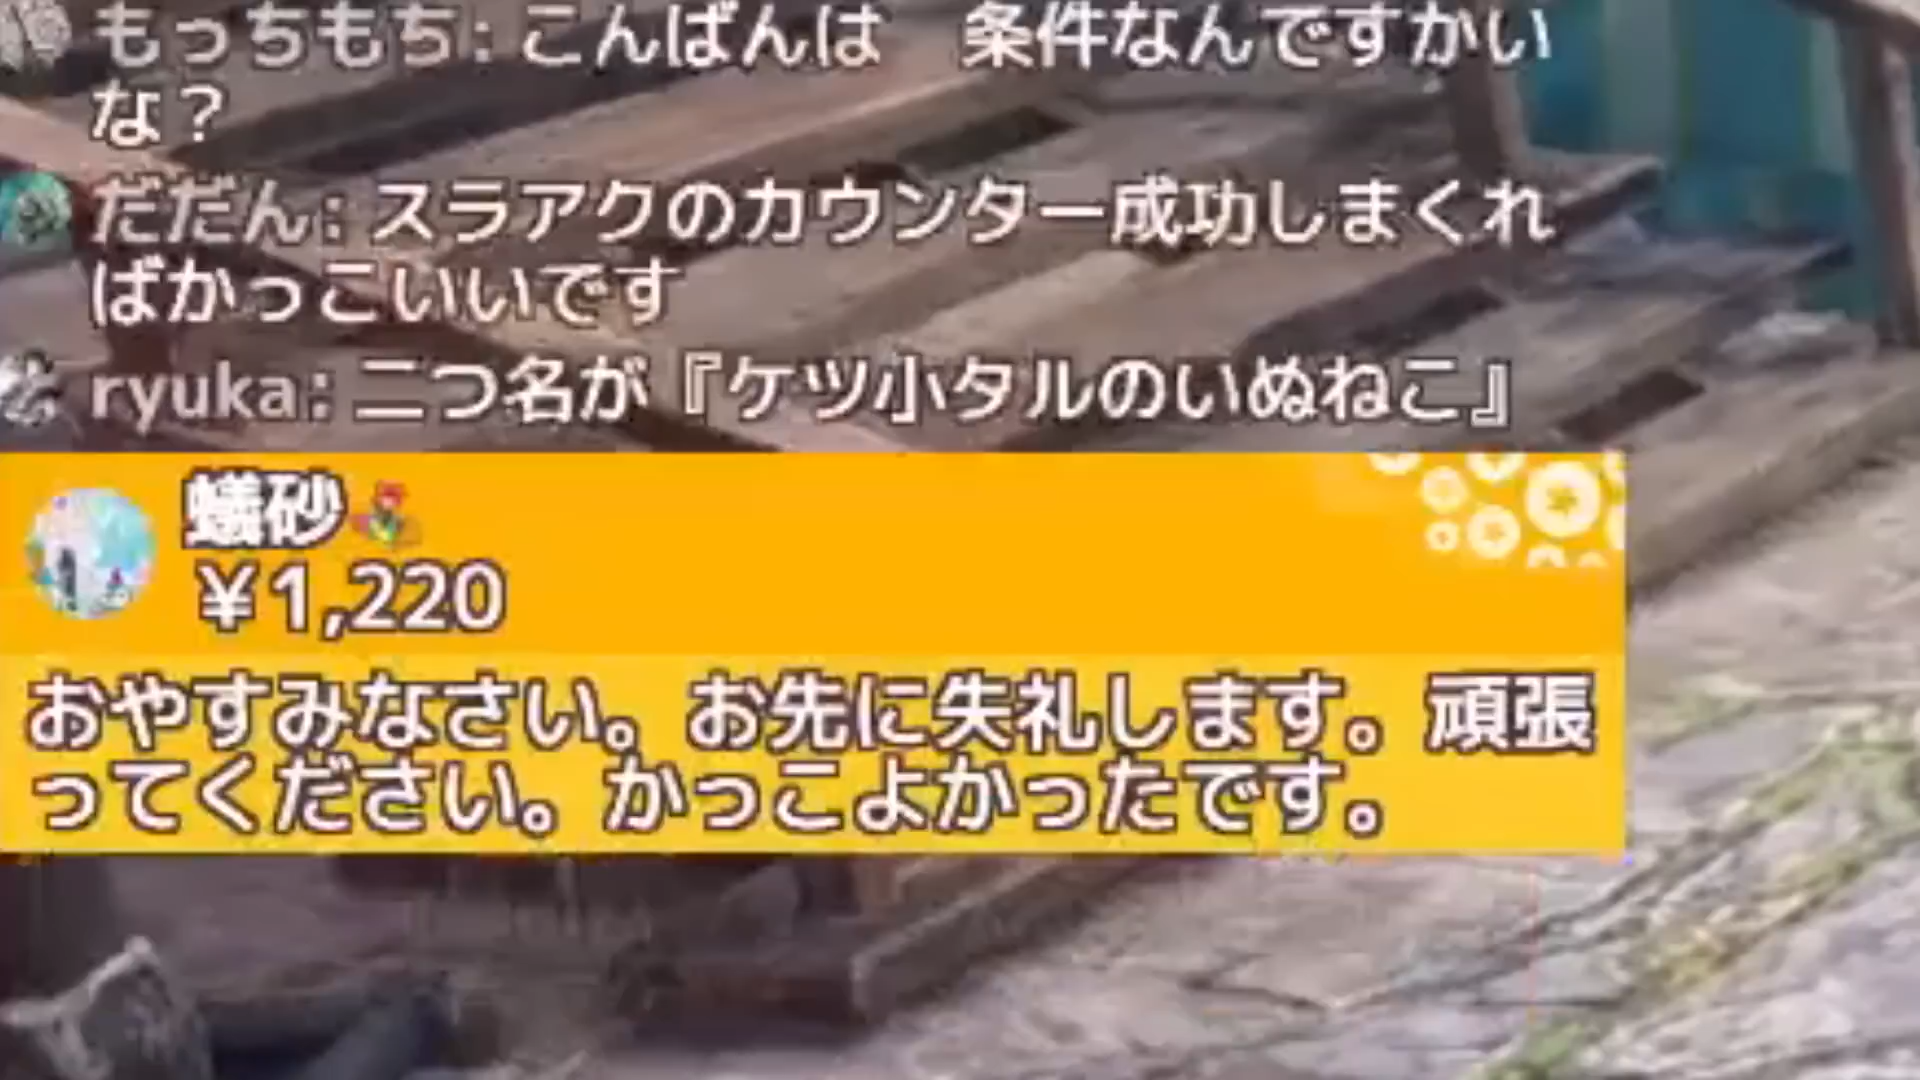 もっちもち: こんばんは　条件なんですかい
な？
だだん: スラアクのカウンター成功しまくれ
ばかっこいいです
ryuka: 二つ名が『ケツ小タルのいぬねこ』
蟻砂
￥1,220
おやすみなさい。お先に失礼します。頑張
ってください。かっこよかったです。